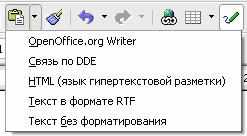 OpenOffice.org Writer
Связь по DDE
HTML (язык гипертекстовой разметки)
Текст в формате RTF
Текст без форматирования